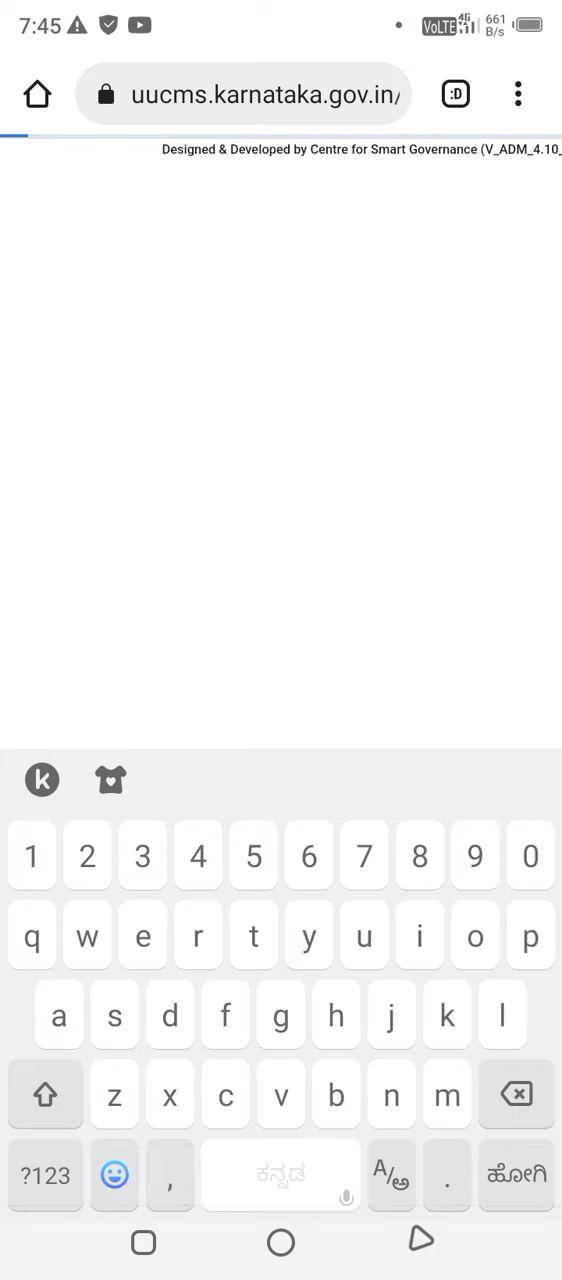 7:45 VoLTE 4G 661 B/s
uucms.karnataka.gov.in/ :D
Designed & Developed by Centre for Smart Governance (V_ADM_4.10_
k
1 2 3 4 5 6 7 8 9 0
q w e r t y u i o p
a s d f g h j k l
z x c v b n m
?123 , ಕನ್ನಡ A/ಅ . ಹೋಗಿ